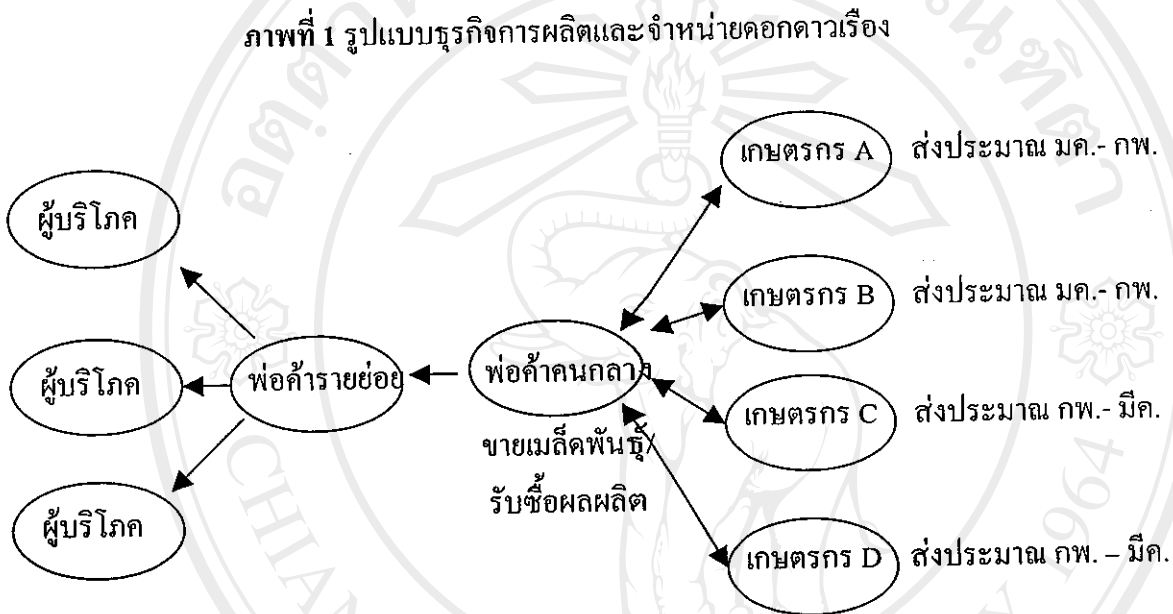 ภาพที่ 1 รูปแบบธุรกิจการผลิตและจำหน่ายดอกดาวเรือง
เกษตรกร A ส่งประมาณ มค.- กพ.
ผู้บริโภค
เกษตรกร B ส่งประมาณ มค.- กพ.
ผู้บริโภค
พ่อค้ารายย่อย
พ่อค้าคนกลาง
ขายเมล็ดพันธุ์/
รับซื้อผลผลิต
เกษตรกร C ส่งประมาณ กพ.- มีค.
ผู้บริโภค
เกษตรกร D ส่งประมาณ กพ. – มีค.
1964